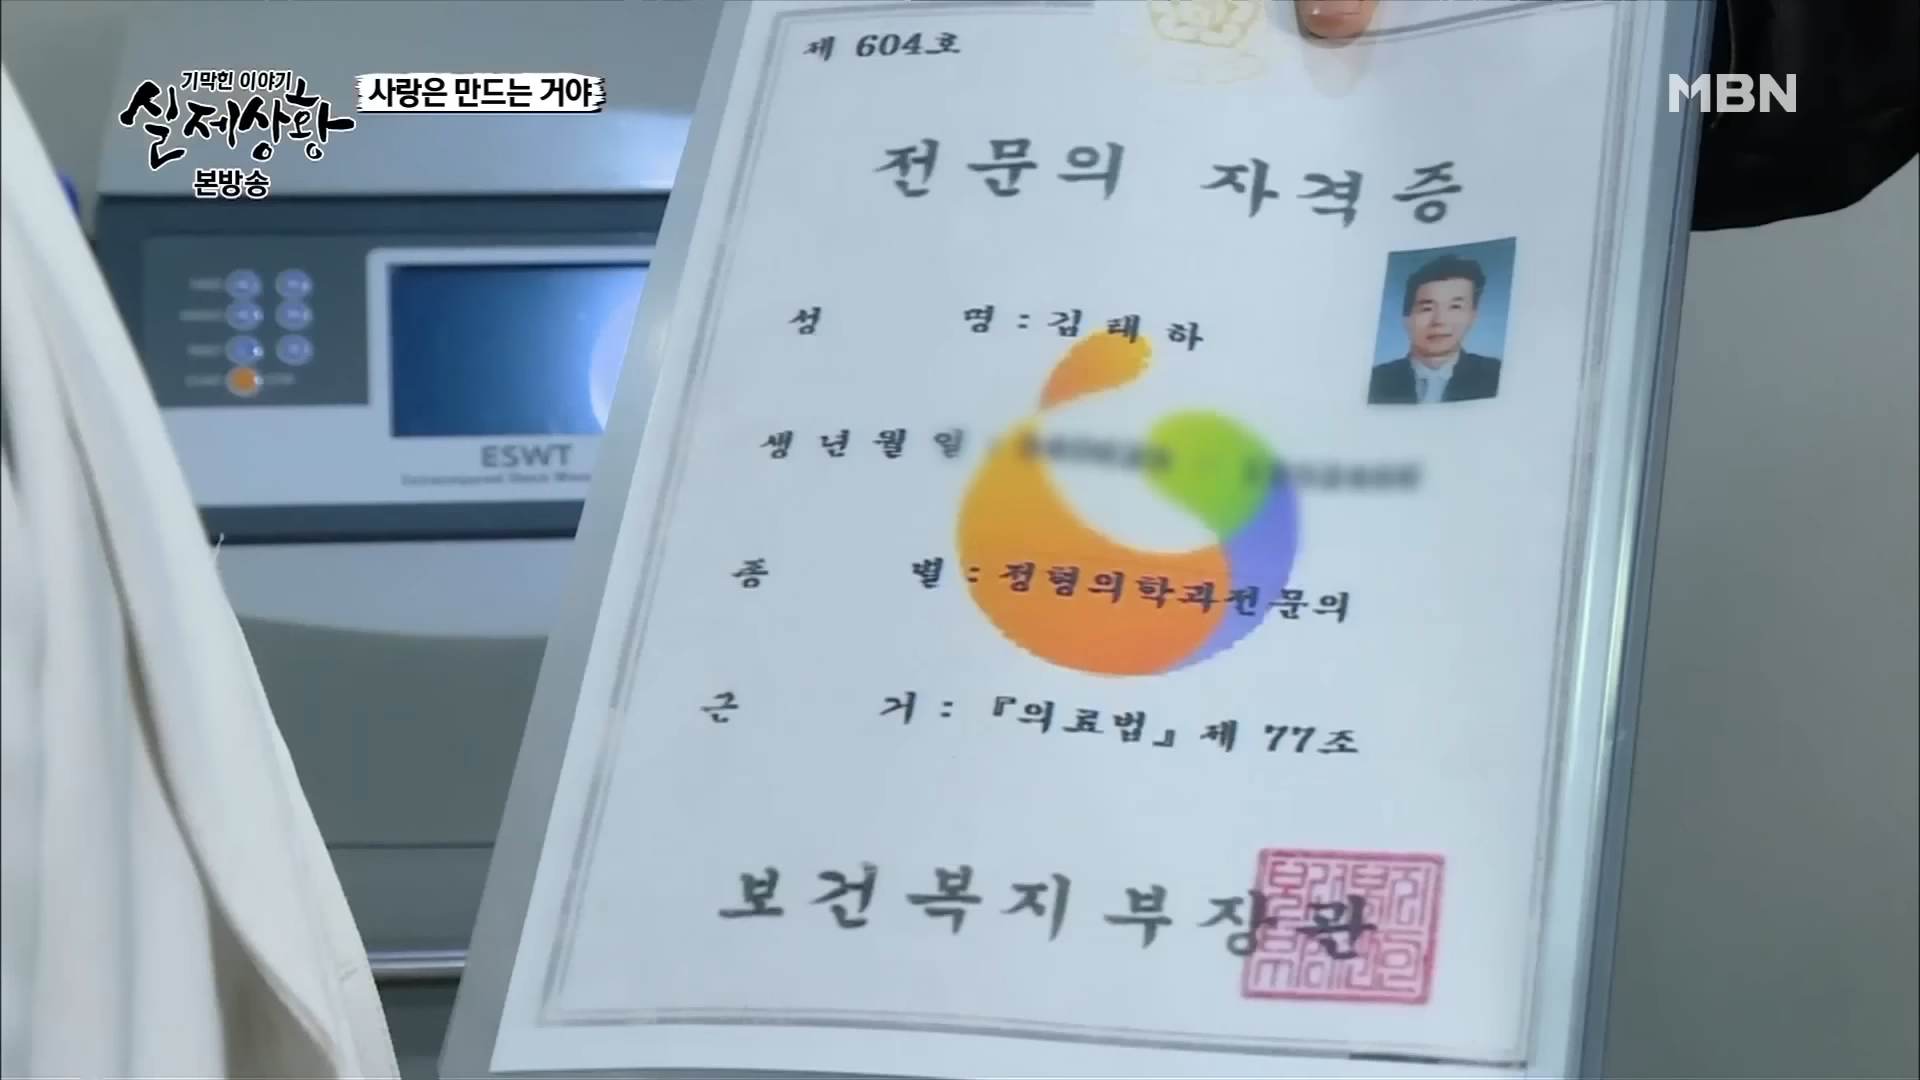 기막힌 이야기
실제상황
본방송
사랑은 만드는 거야
MBN
제 604호
전문의 자격증
성 명 : 김태하
생년월일 :
종 별 : 정형의학과전문의
근 거 : 『의료법』 제 77조
보건복지부장관
ESWT